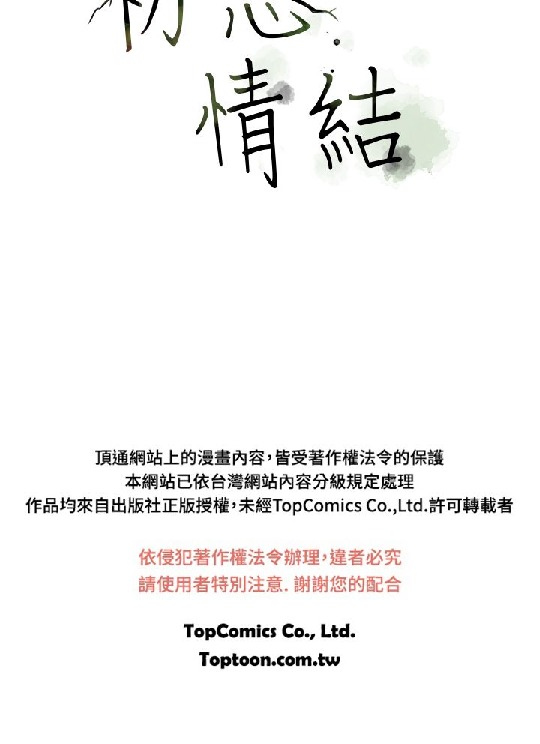 初恋
情結
頂通網站上的漫畫內容，皆受著作權法令的保護
本網站已依台灣網站內容分級規定處理
作品均來自出版社正版授權，未經TopComics Co.,Ltd.許可轉載者
依侵犯著作權法令辦理，違者必究
請使用者特別注意. 謝謝您的配合
TopComics Co., Ltd.
Toptoon.com.tw